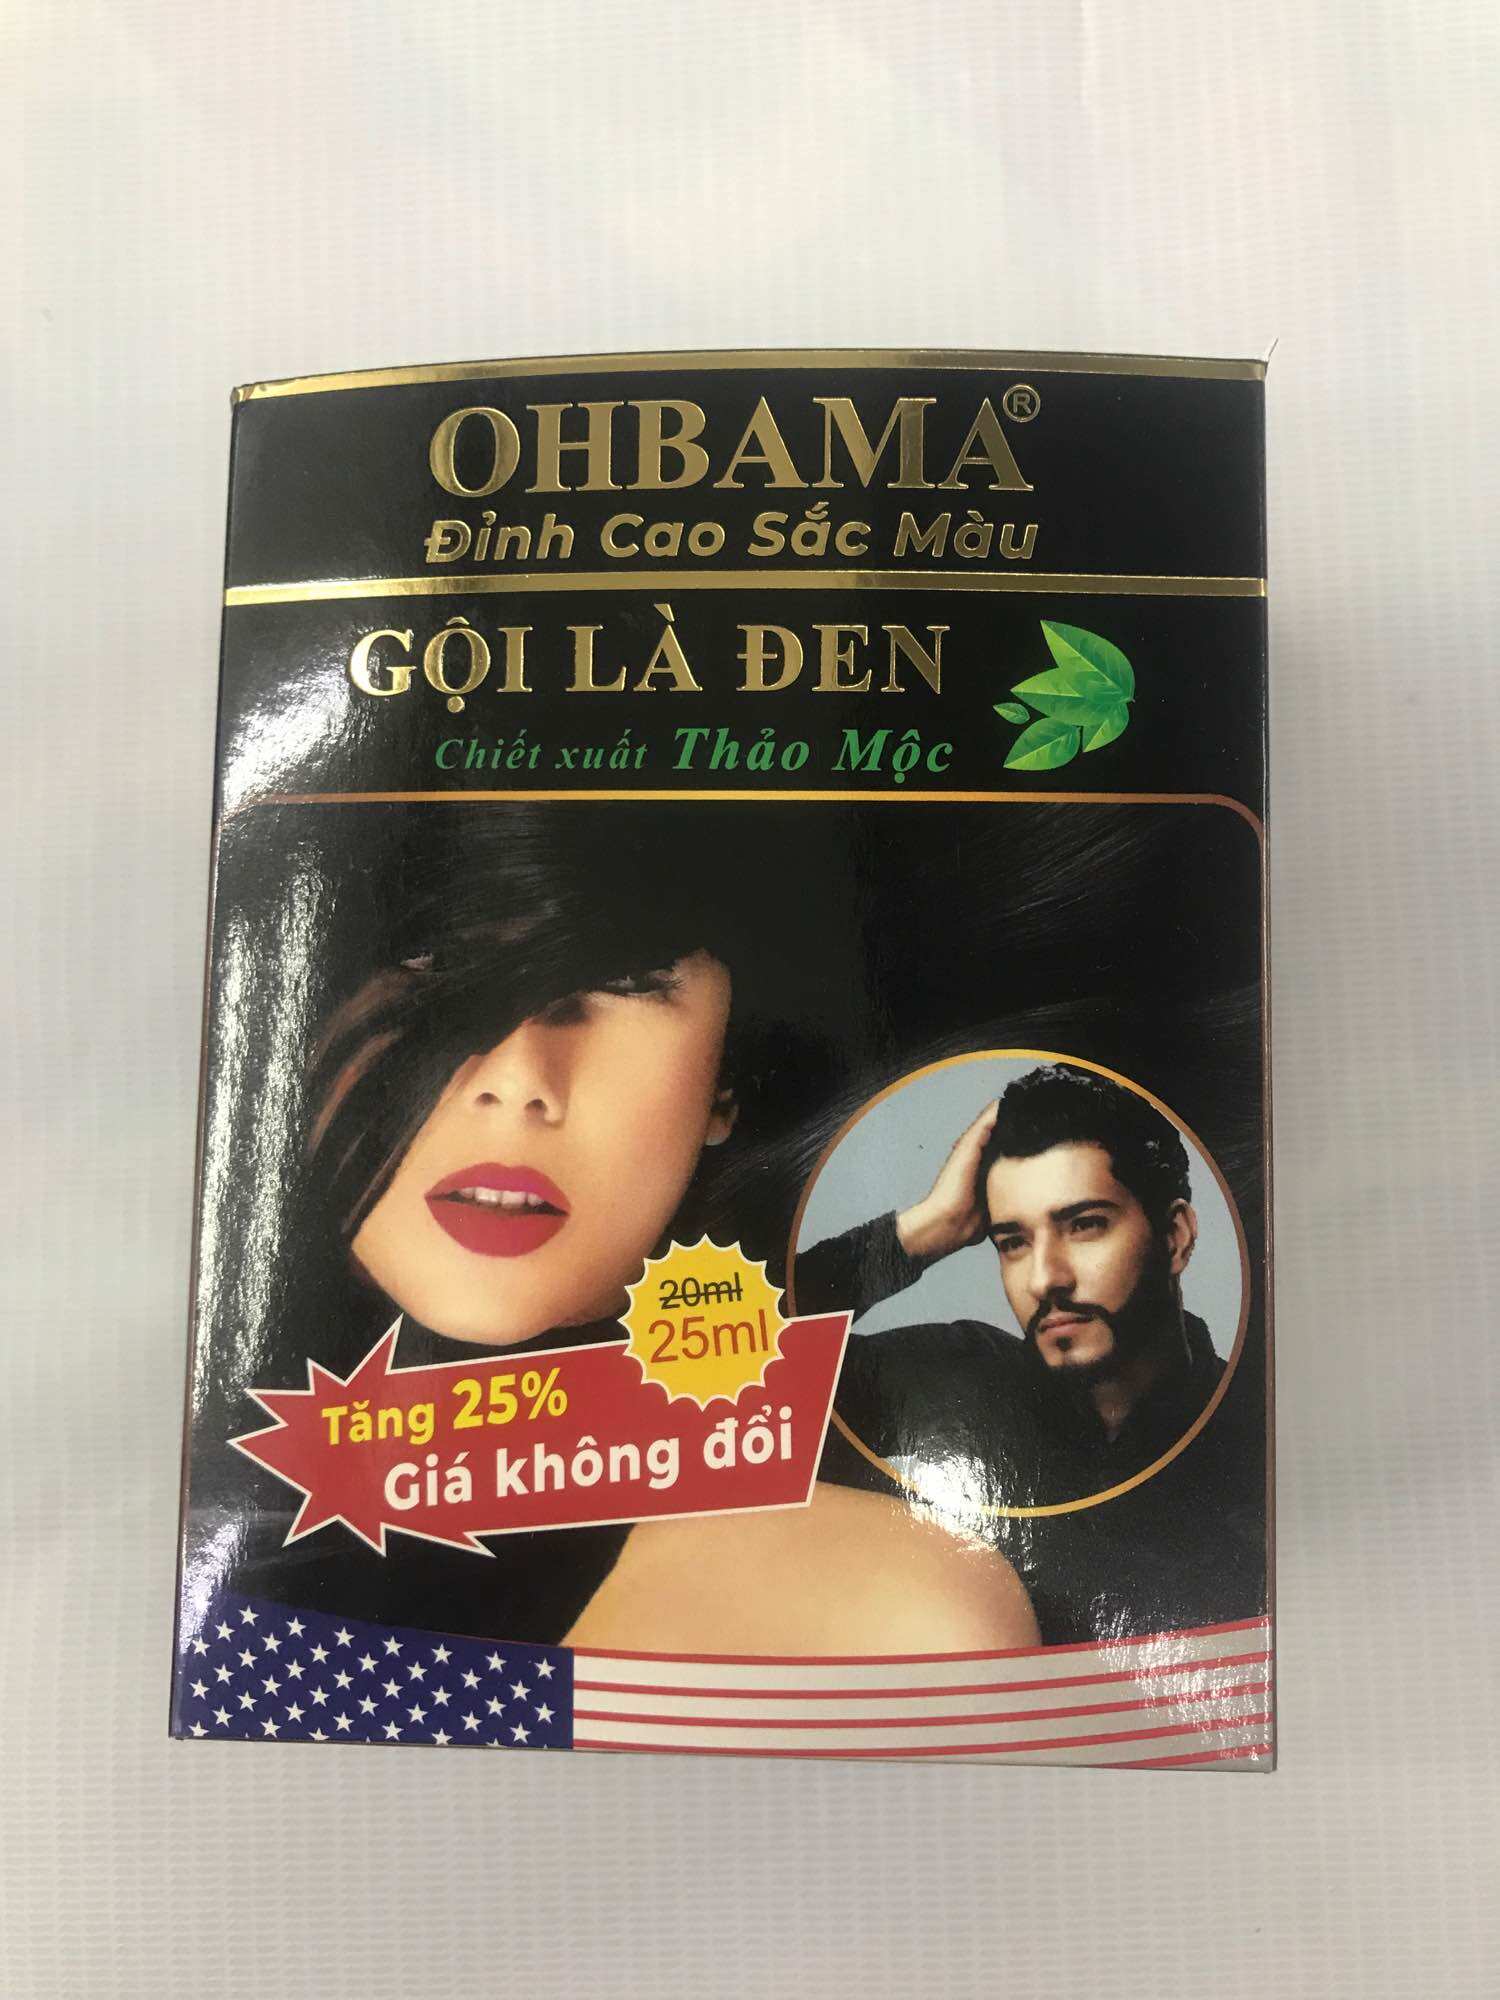 OHBAMA®
Đỉnh Cao Sắc Màu
GỘI LÀ ĐEN
Chiết xuất Thảo Mộc
20ml
25ml
Tăng 25%
Giá không đổi